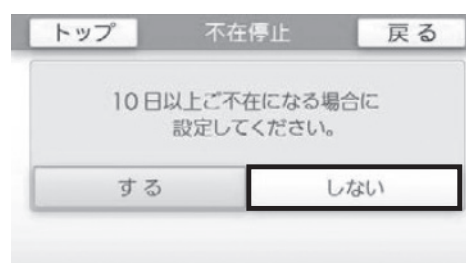 トップ 不在停止 戻る
10日以上ご不在になる場合に
設定してください。
する しない